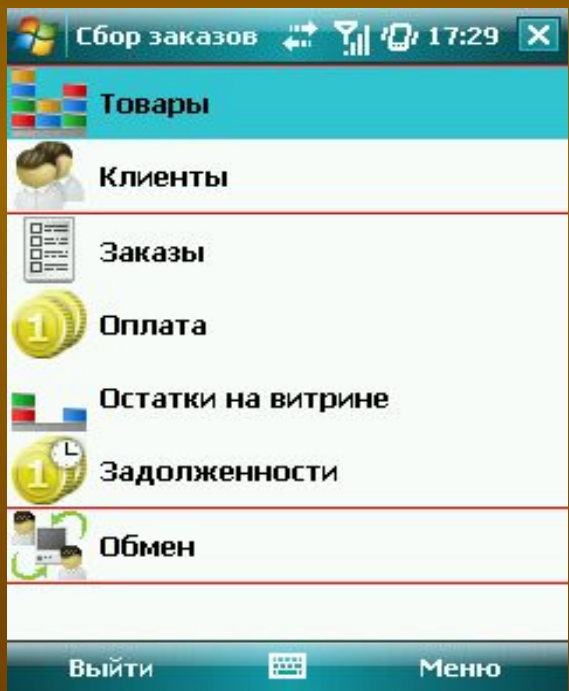 Сбор заказов 17:29
Товары
Клиенты
Заказы
Оплата
Остатки на витрине
Задолженности
Обмен
Выйти Меню